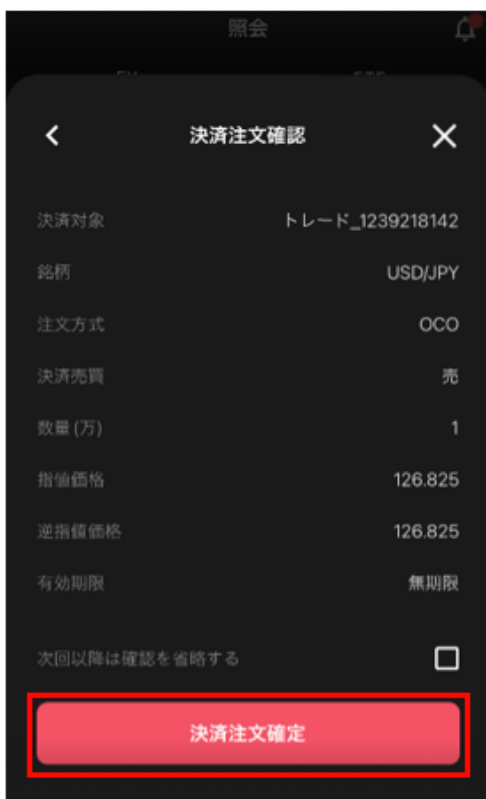 照会
決済注文確認
決済対象 トレード_1239218142
銘柄 USD/JPY
注文方式 OCO
決済売買 売
数量(万) 1
指値価格 126.825
逆指値価格 126.825
有効期限 無期限
次回以降は確認を省略する
決済注文確定